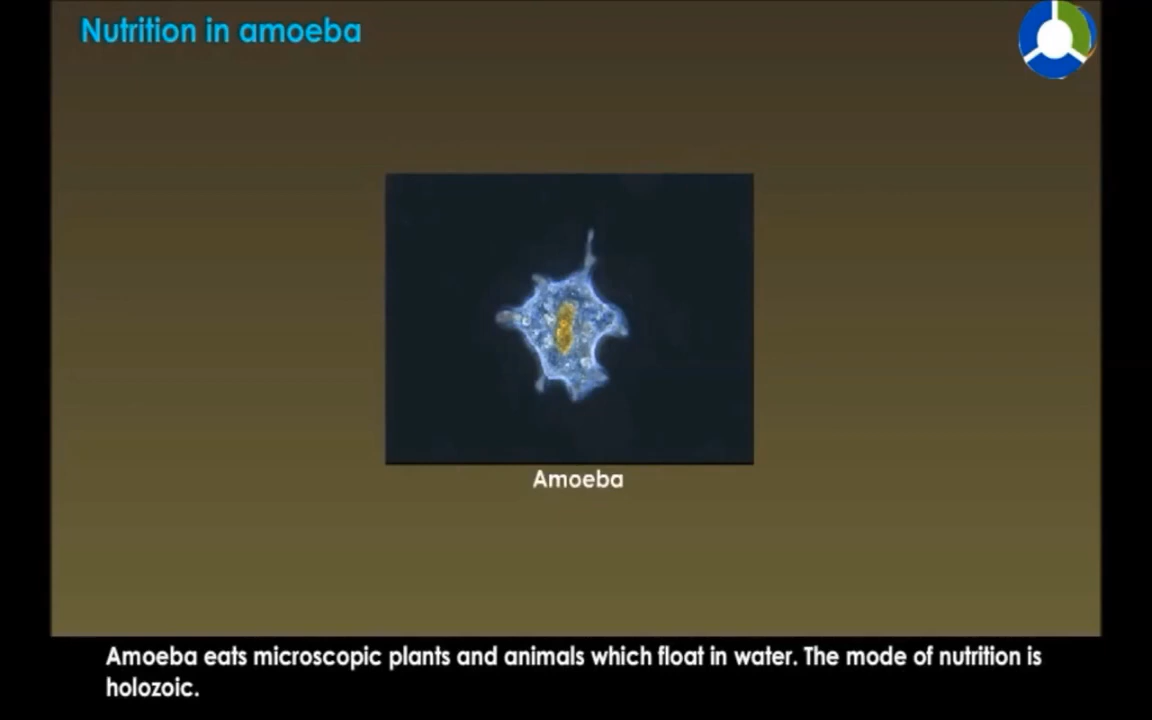 Nutrition in amoeba
Amoeba
Amoeba eats microscopic plants and animals which float in water. The mode of nutrition is
holozoic.